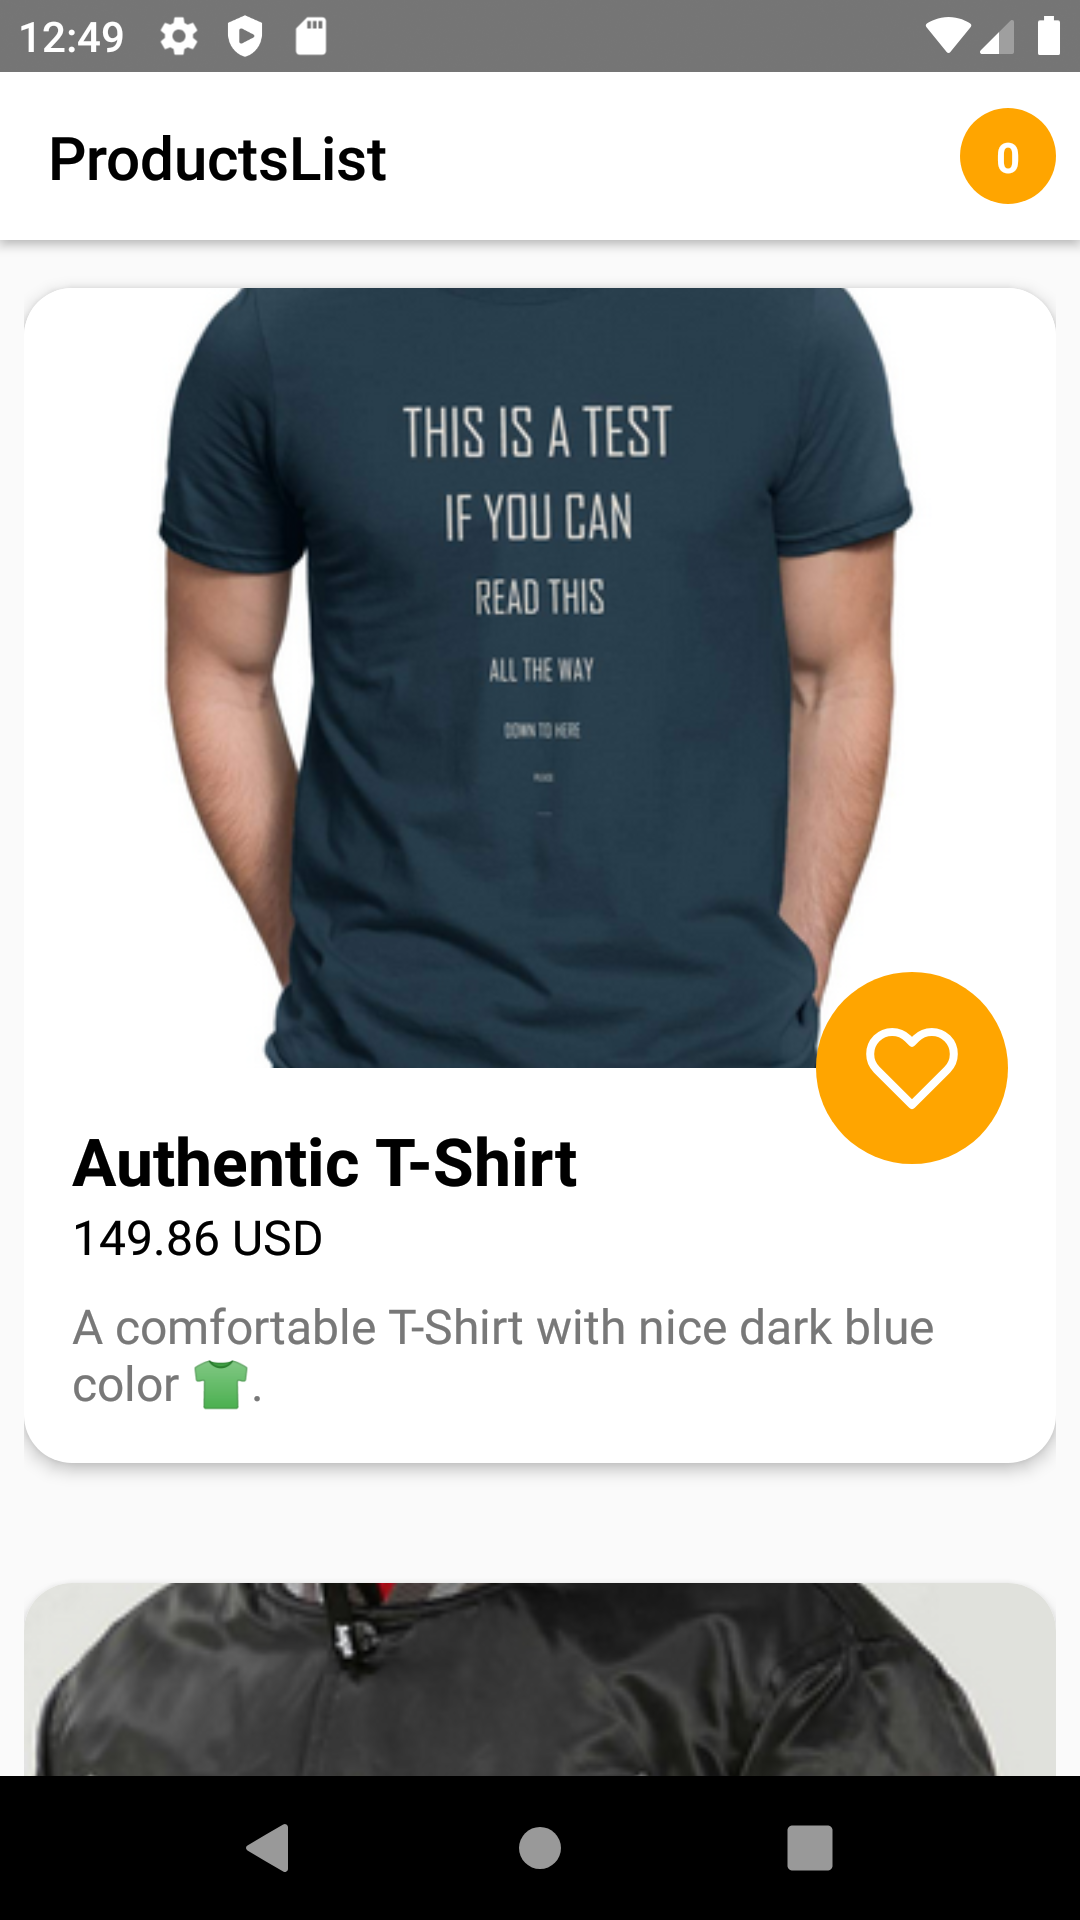 12:49
ProductsList
0
THIS IS A TEST
IF YOU CAN
READ THIS
ALL THE WAY
DOWN TO HERE
Authentic T-Shirt
149.86 USD
A comfortable T-Shirt with nice dark blue
color 👕.